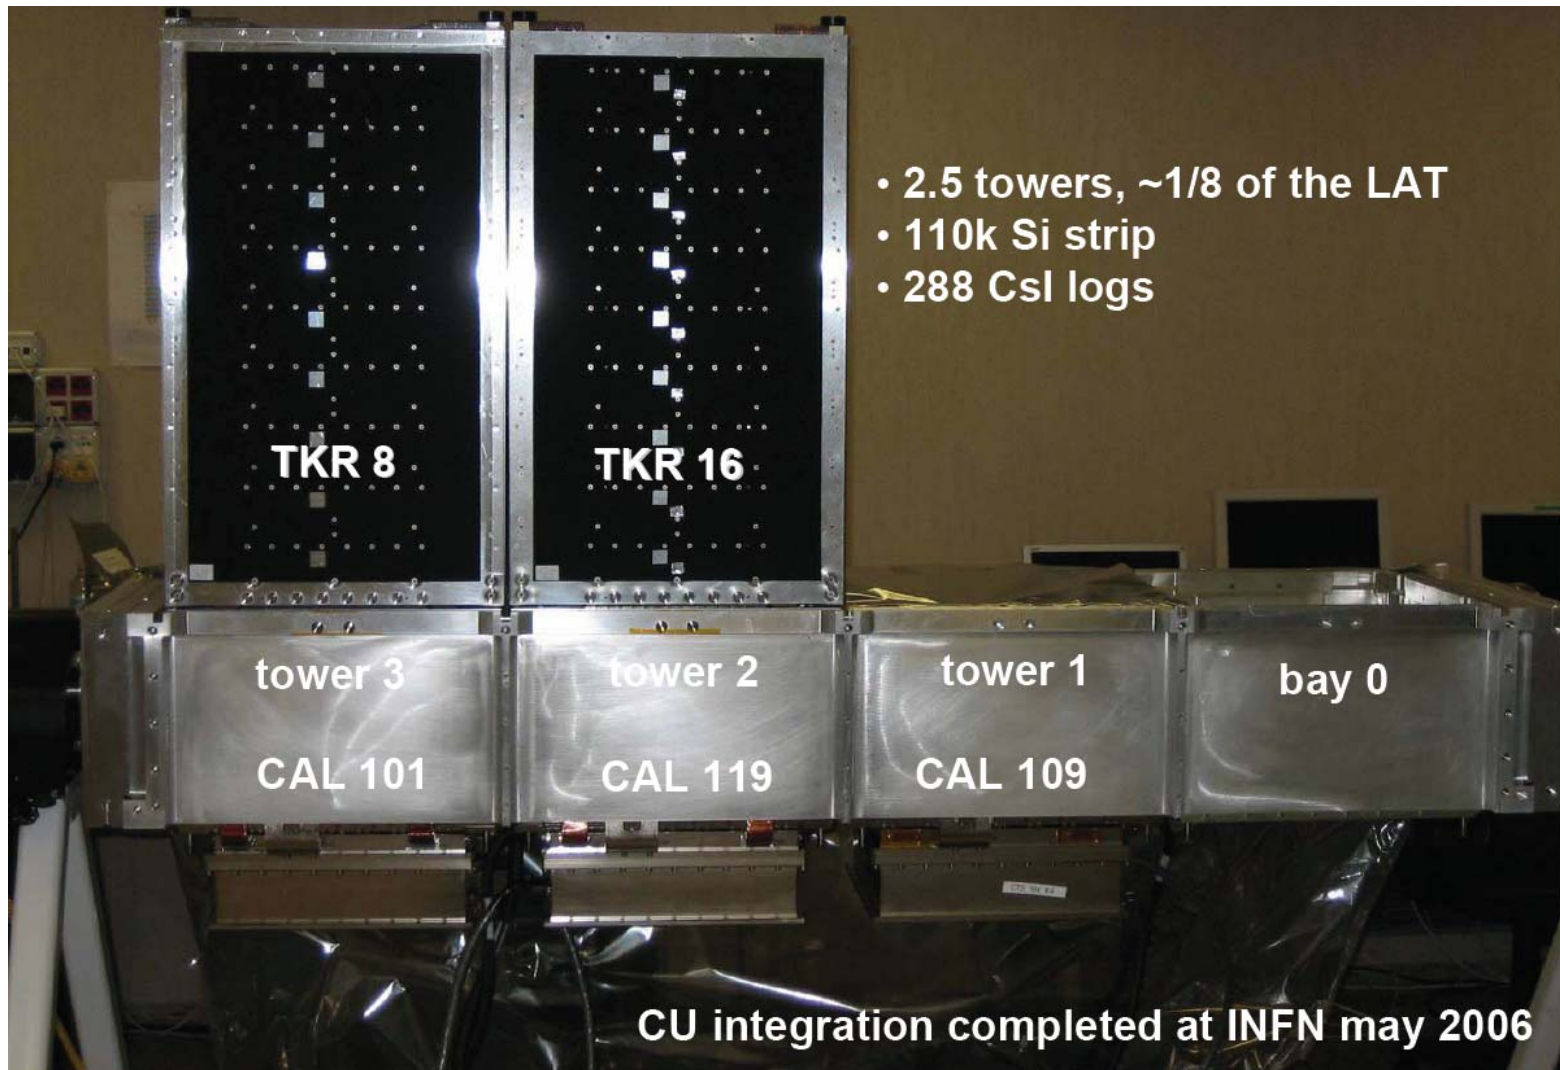 • 2.5 towers, ~1/8 of the LAT
• 110k Si strip
• 288 CsI logs
TKR 8
TKR 16
tower 3
tower 2
tower 1
bay 0
CAL 101
CAL 119
CAL 109
CU integration completed at INFN may 2006